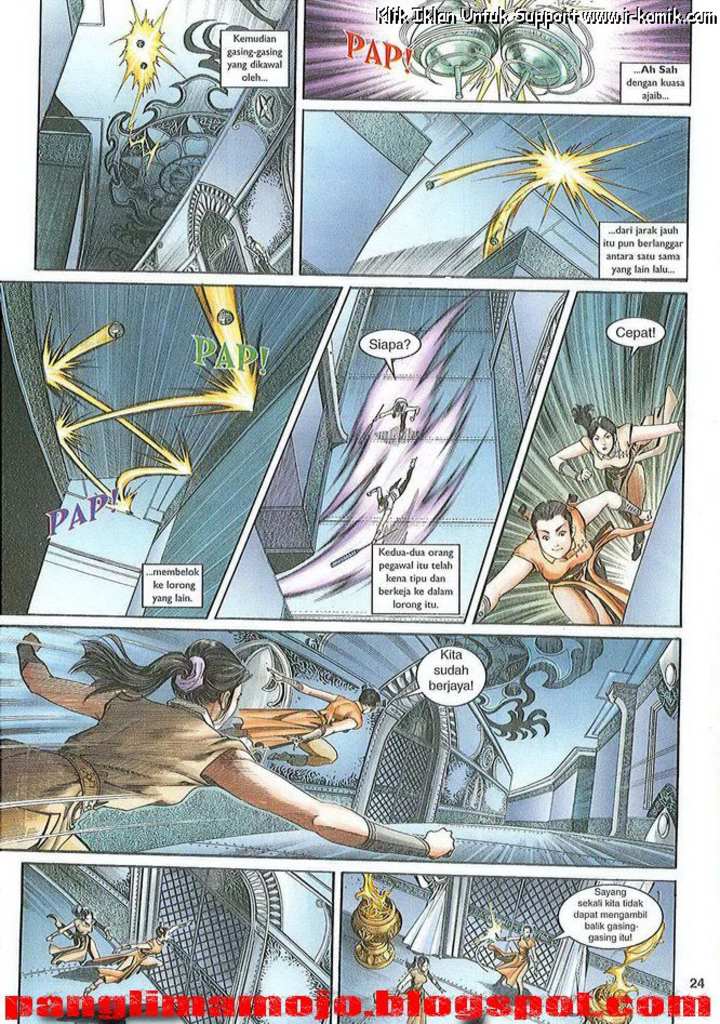 Klik Iklan Untuk Support www.ir-komik.com
Kemudian
gasing-gasing
yang dikawal
oleh...
PAP!
...Ah Sah
dengan kuasa
ajaib...
...dari jarak jauh
itu pun berlanggar
antara satu sama
yang lain lalu...
PAP!
PAP!
...membelok
ke lorong
yang lain.
Siapa?
Kedua-dua orang
pegawal itu telah
kena tipu dan
berkeja ke dalam
lorong itu.
Cepat!
Kita
sudah
berjaya!
Sayang
sekali kita tidak
dapat mengambil
balik gasing-
gasing itu!
24
panglimamojo.blogspot.com